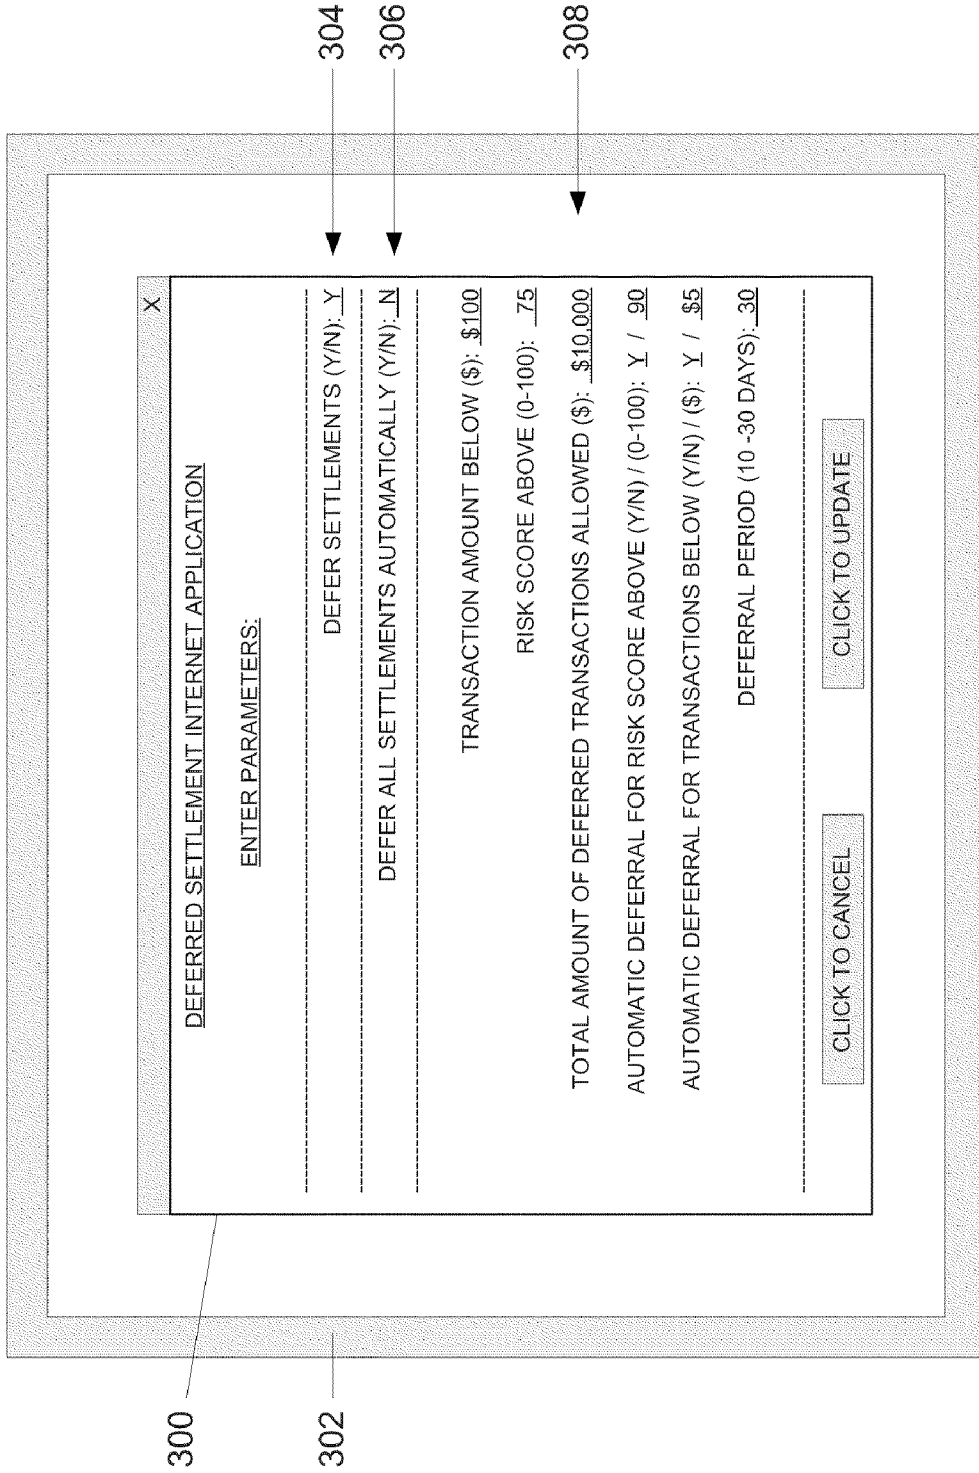 DEFERRED SETTLEMENT INTERNET APPLICATION
X
ENTER PARAMETERS:
DEFER SETTLEMENTS (Y/N): Y
DEFER ALL SETTLEMENTS AUTOMATICALLY (Y/N): N
TRANSACTION AMOUNT BELOW ($): $100
RISK SCORE ABOVE (0-100): 75
TOTAL AMOUNT OF DEFERRED TRANSACTIONS ALLOWED ($): $10,000
AUTOMATIC DEFERRAL FOR RISK SCORE ABOVE (Y/N) / (0-100): Y / 90
AUTOMATIC DEFERRAL FOR TRANSACTIONS BELOW (Y/N) / ($): Y / $5
DEFERRAL PERIOD (10 -30 DAYS): 30
CLICK TO CANCEL
CLICK TO UPDATE
300
302
304
306
308